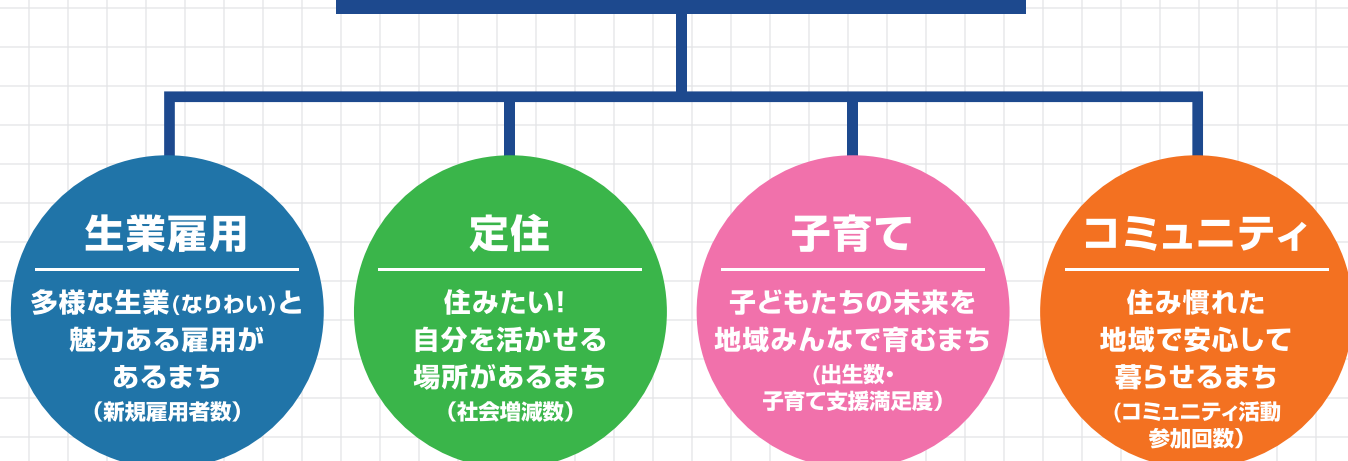 生業雇用
多様な生業(なりわい)と
魅力ある雇用が
あるまち
（新規雇用者数）
定住
住みたい!
自分を活かせる
場所があるまち
（社会増減数）
子育て
子どもたちの未来を
地域みんなで育むまち
（出生数・
子育て支援満足度）
コミュニティ
住み慣れた
地域で安心して
暮らせるまち
（コミュニティ活動
参加回数）